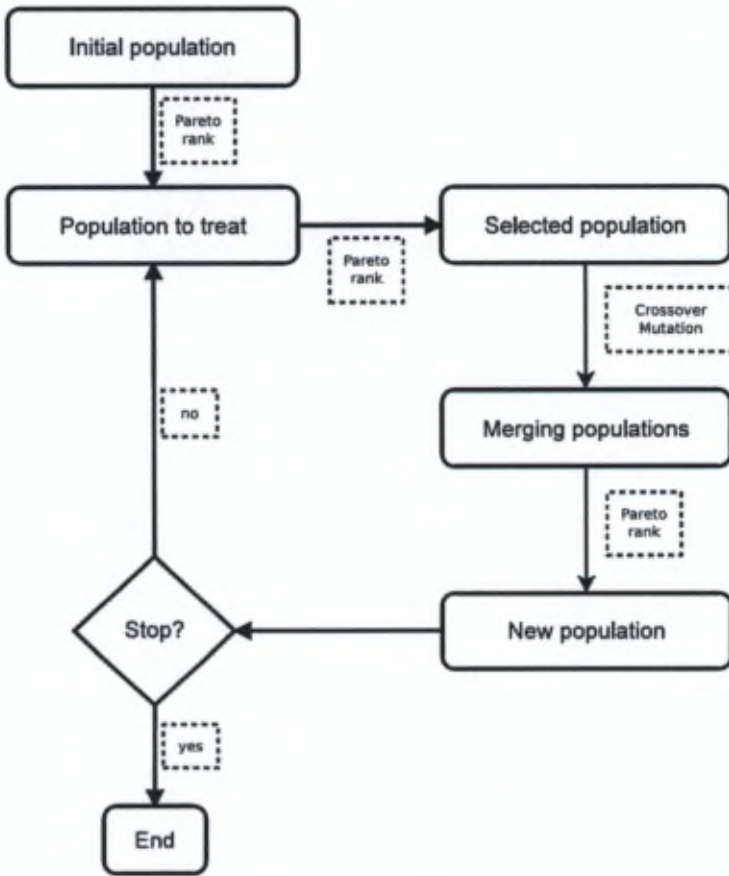 Initial population
Pareto
rank
Population to treat
Pareto
rank
Selected population
Crossover
Mutation
Merging populations
Pareto
rank
New population
Stop?
no
yes
End